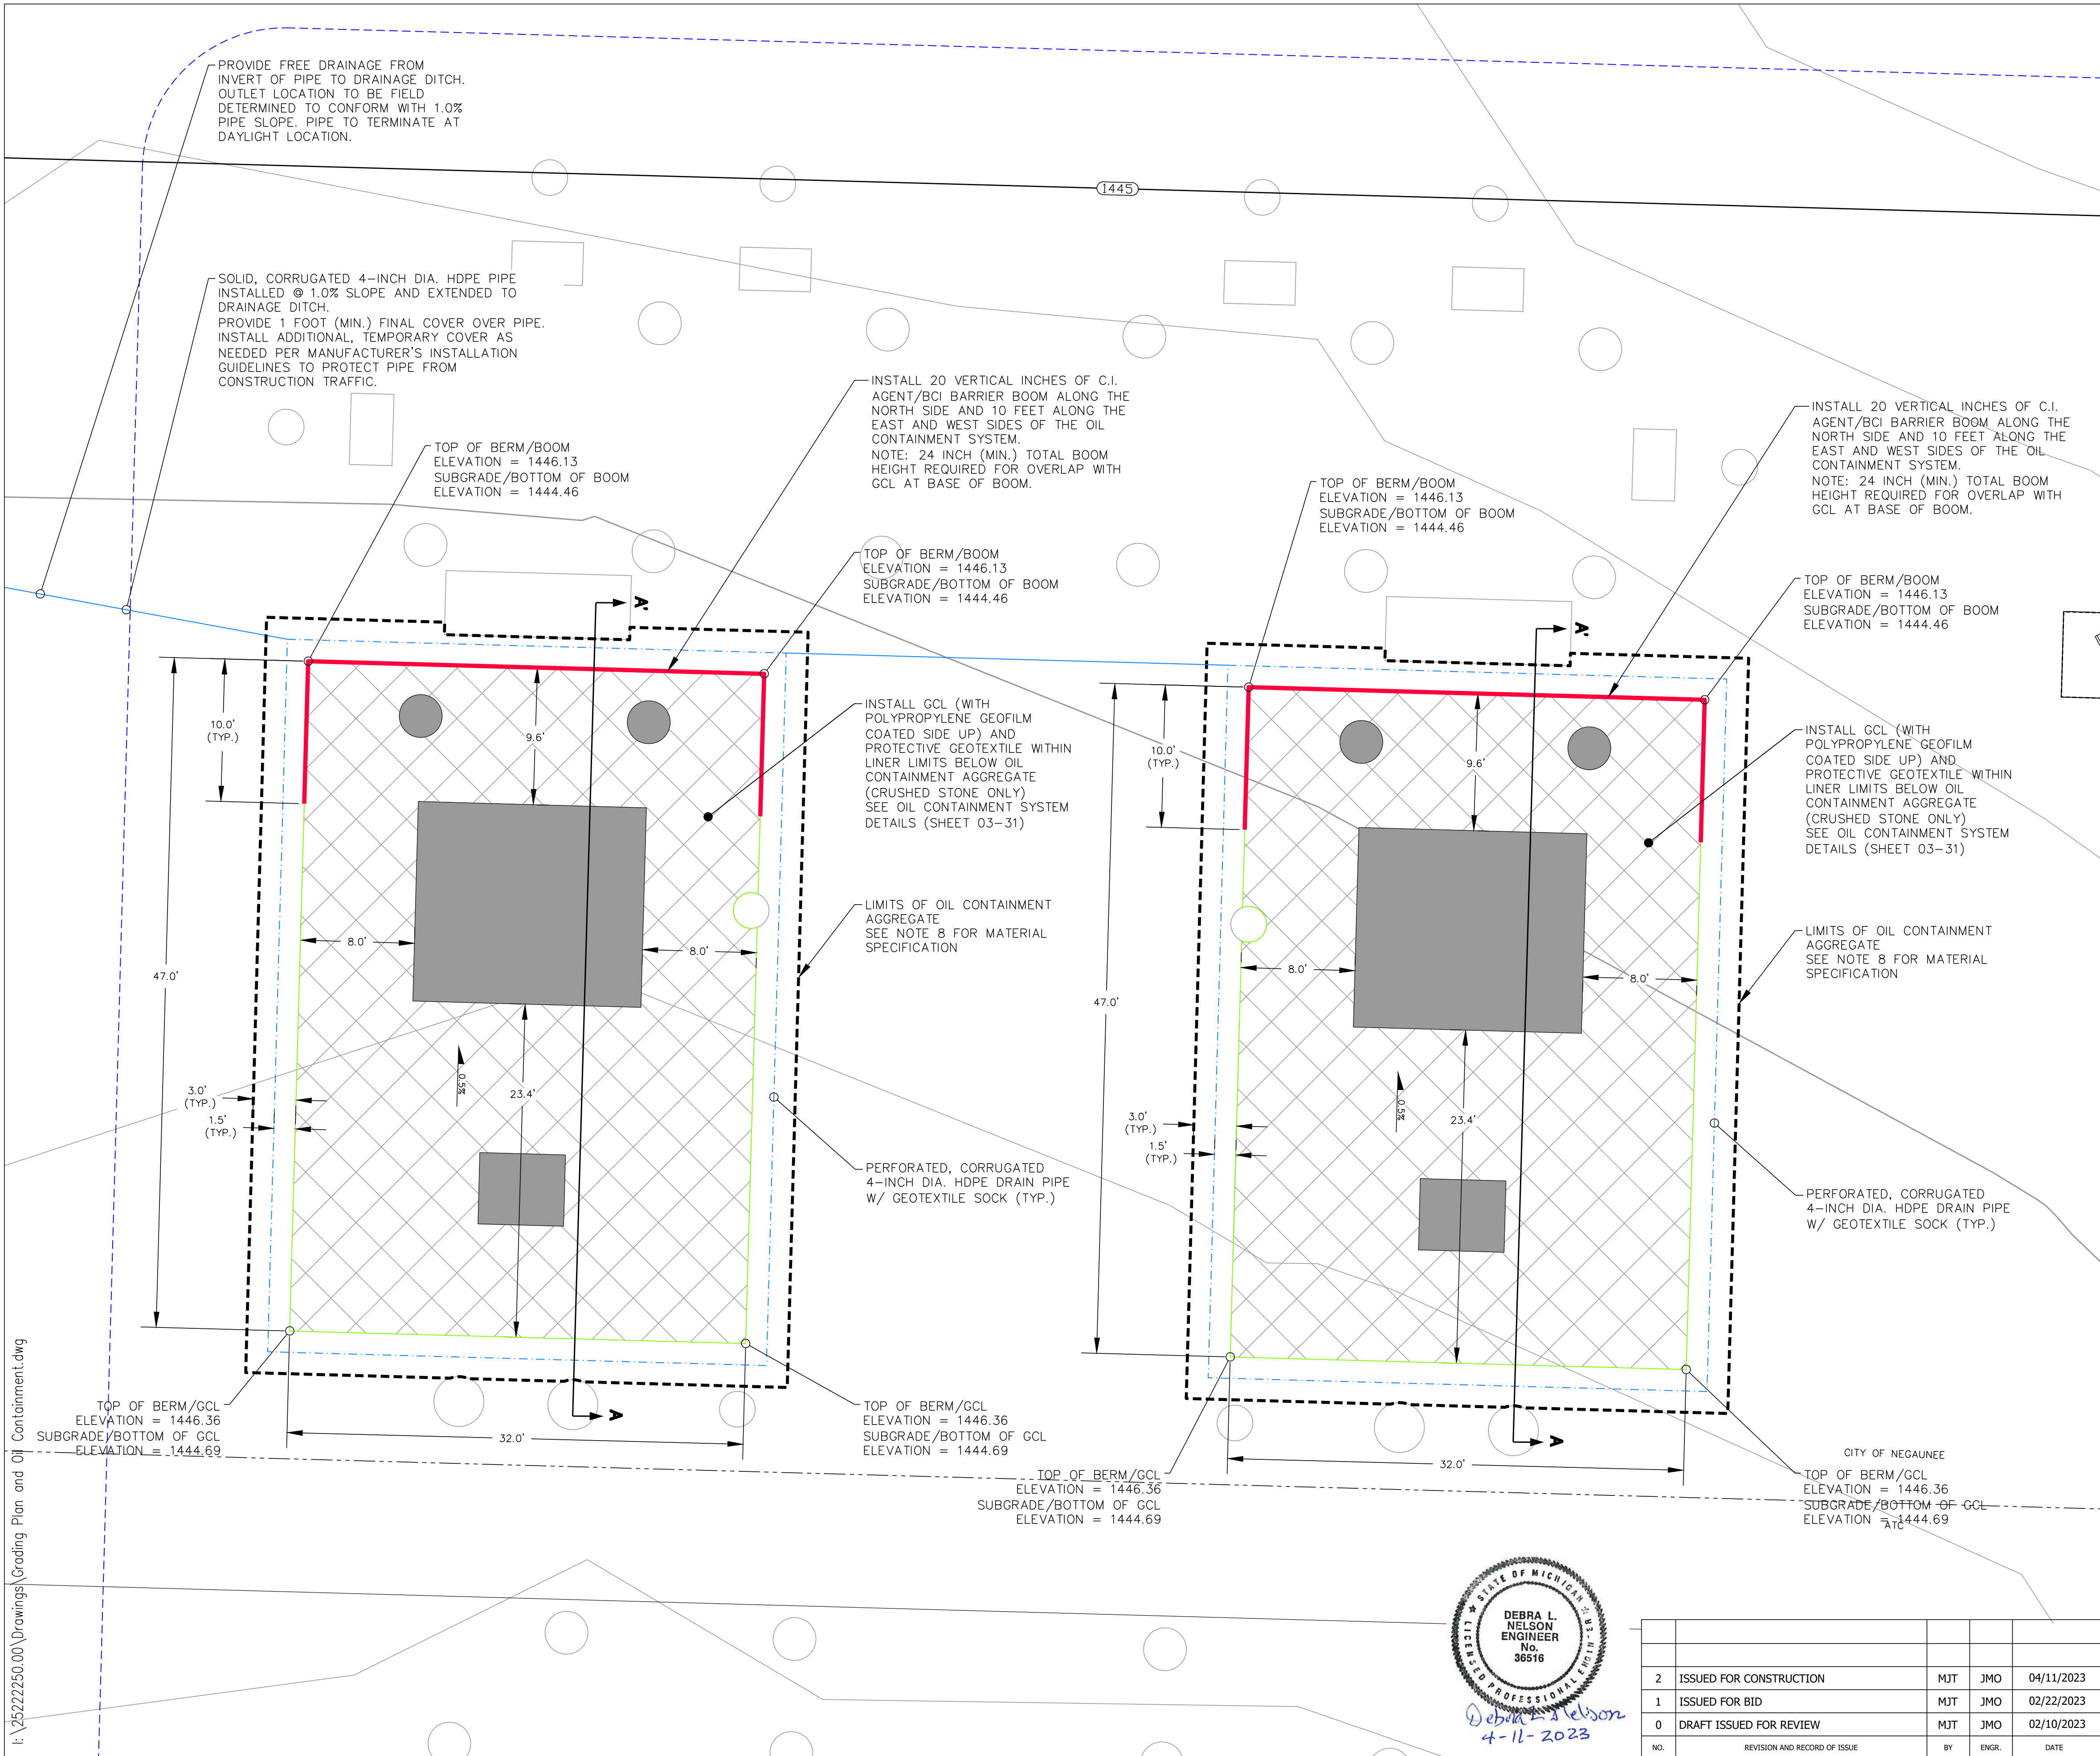 PROVIDE FREE DRAINAGE FROM
INVERT OF PIPE TO DRAINAGE DITCH.
OUTLET LOCATION TO BE FIELD
DETERMINED TO CONFORM WITH 1.0%
PIPE SLOPE. PIPE TO TERMINATE AT
DAYLIGHT LOCATION.
1445
SOLID, CORRUGATED 4-INCH DIA. HDPE PIPE
INSTALLED @ 1.0% SLOPE AND EXTENDED TO
DRAINAGE DITCH.
PROVIDE 1 FOOT (MIN.) FINAL COVER OVER PIPE.
INSTALL ADDITIONAL, TEMPORARY COVER AS
NEEDED PER MANUFACTURER'S INSTALLATION
GUIDELINES TO PROTECT PIPE FROM
CONSTRUCTION TRAFFIC.
TOP OF BERM/BOOM
ELEVATION = 1446.13
SUBGRADE/BOTTOM OF BOOM
ELEVATION = 1444.46
INSTALL 20 VERTICAL INCHES OF C.I.
AGENT/BCI BARRIER BOOM ALONG THE
NORTH SIDE AND 10 FEET ALONG THE
EAST AND WEST SIDES OF THE OIL
CONTAINMENT SYSTEM.
NOTE: 24 INCH (MIN.) TOTAL BOOM
HEIGHT REQUIRED FOR OVERLAP WITH
GCL AT BASE OF BOOM.
TOP OF BERM/BOOM
ELEVATION = 1446.13
SUBGRADE/BOTTOM OF BOOM
ELEVATION = 1444.46
A'
10.0'
(TYP.)
9.6'
INSTALL GCL (WITH
POLYPROPYLENE GEOFILM
COATED SIDE UP) AND
PROTECTIVE GEOTEXTILE WITHIN
LINER LIMITS BELOW OIL
CONTAINMENT AGGREGATE
(CRUSHED STONE ONLY)
SEE OIL CONTAINMENT SYSTEM
DETAILS (SHEET 03-31)
LIMITS OF OIL CONTAINMENT
AGGREGATE
SEE NOTE 8 FOR MATERIAL
SPECIFICATION
8.0'
8.0'
47.0'
3.0'
(TYP.)
1.5'
(TYP.)
0.5%
23.4'
PERFORATED, CORRUGATED
4-INCH DIA. HDPE DRAIN PIPE
W/ GEOTEXTILE SOCK (TYP.)
TOP OF BERM/GCL
ELEVATION = 1446.36
SUBGRADE/BOTTOM OF GCL
ELEVATION = 1444.69
A
32.0'
TOP OF BERM/GCL
ELEVATION = 1446.36
SUBGRADE/BOTTOM OF GCL
ELEVATION = 1444.69
TOP OF BERM/BOOM
ELEVATION = 1446.13
SUBGRADE/BOTTOM OF BOOM
ELEVATION = 1444.46
INSTALL 20 VERTICAL INCHES OF C.I.
AGENT/BCI BARRIER BOOM ALONG THE
NORTH SIDE AND 10 FEET ALONG THE
EAST AND WEST SIDES OF THE OIL
CONTAINMENT SYSTEM.
NOTE: 24 INCH (MIN.) TOTAL BOOM
HEIGHT REQUIRED FOR OVERLAP WITH
GCL AT BASE OF BOOM.
TOP OF BERM/BOOM
ELEVATION = 1446.13
SUBGRADE/BOTTOM OF BOOM
ELEVATION = 1444.46
A'
10.0'
(TYP.)
9.6'
INSTALL GCL (WITH
POLYPROPYLENE GEOFILM
COATED SIDE UP) AND
PROTECTIVE GEOTEXTILE WITHIN
LINER LIMITS BELOW OIL
CONTAINMENT AGGREGATE
(CRUSHED STONE ONLY)
SEE OIL CONTAINMENT SYSTEM
DETAILS (SHEET 03-31)
LIMITS OF OIL CONTAINMENT
AGGREGATE
SEE NOTE 8 FOR MATERIAL
SPECIFICATION
8.0'
8.0'
47.0'
3.0'
(TYP.)
1.5'
(TYP.)
0.5%
23.4'
PERFORATED, CORRUGATED
4-INCH DIA. HDPE DRAIN PIPE
W/ GEOTEXTILE SOCK (TYP.)
TOP OF BERM/GCL
ELEVATION = 1446.36
SUBGRADE/BOTTOM OF GCL
ELEVATION = 1444.69
A
32.0'
CITY OF NEGAUNEE
TOP OF BERM/GCL
ELEVATION = 1446.36
SUBGRADE/BOTTOM OF GCL
ELEVATION = 1444.69
ATC
I:\25222250.00\Drawings\Grading Plan and Oil Containment.dwg
STATE OF MICHIGAN
DEBRA L.
NELSON
ENGINEER
No.
36516
LICENSED PROFESSIONAL ENGINEER
Debra L Nelson
4-11-2023
2 ISSUED FOR CONSTRUCTION MJT JMO 04/11/2023
1 ISSUED FOR BID MJT JMO 02/22/2023
0 DRAFT ISSUED FOR REVIEW MJT JMO 02/10/2023
NO. REVISION AND RECORD OF ISSUE BY ENGR. DATE